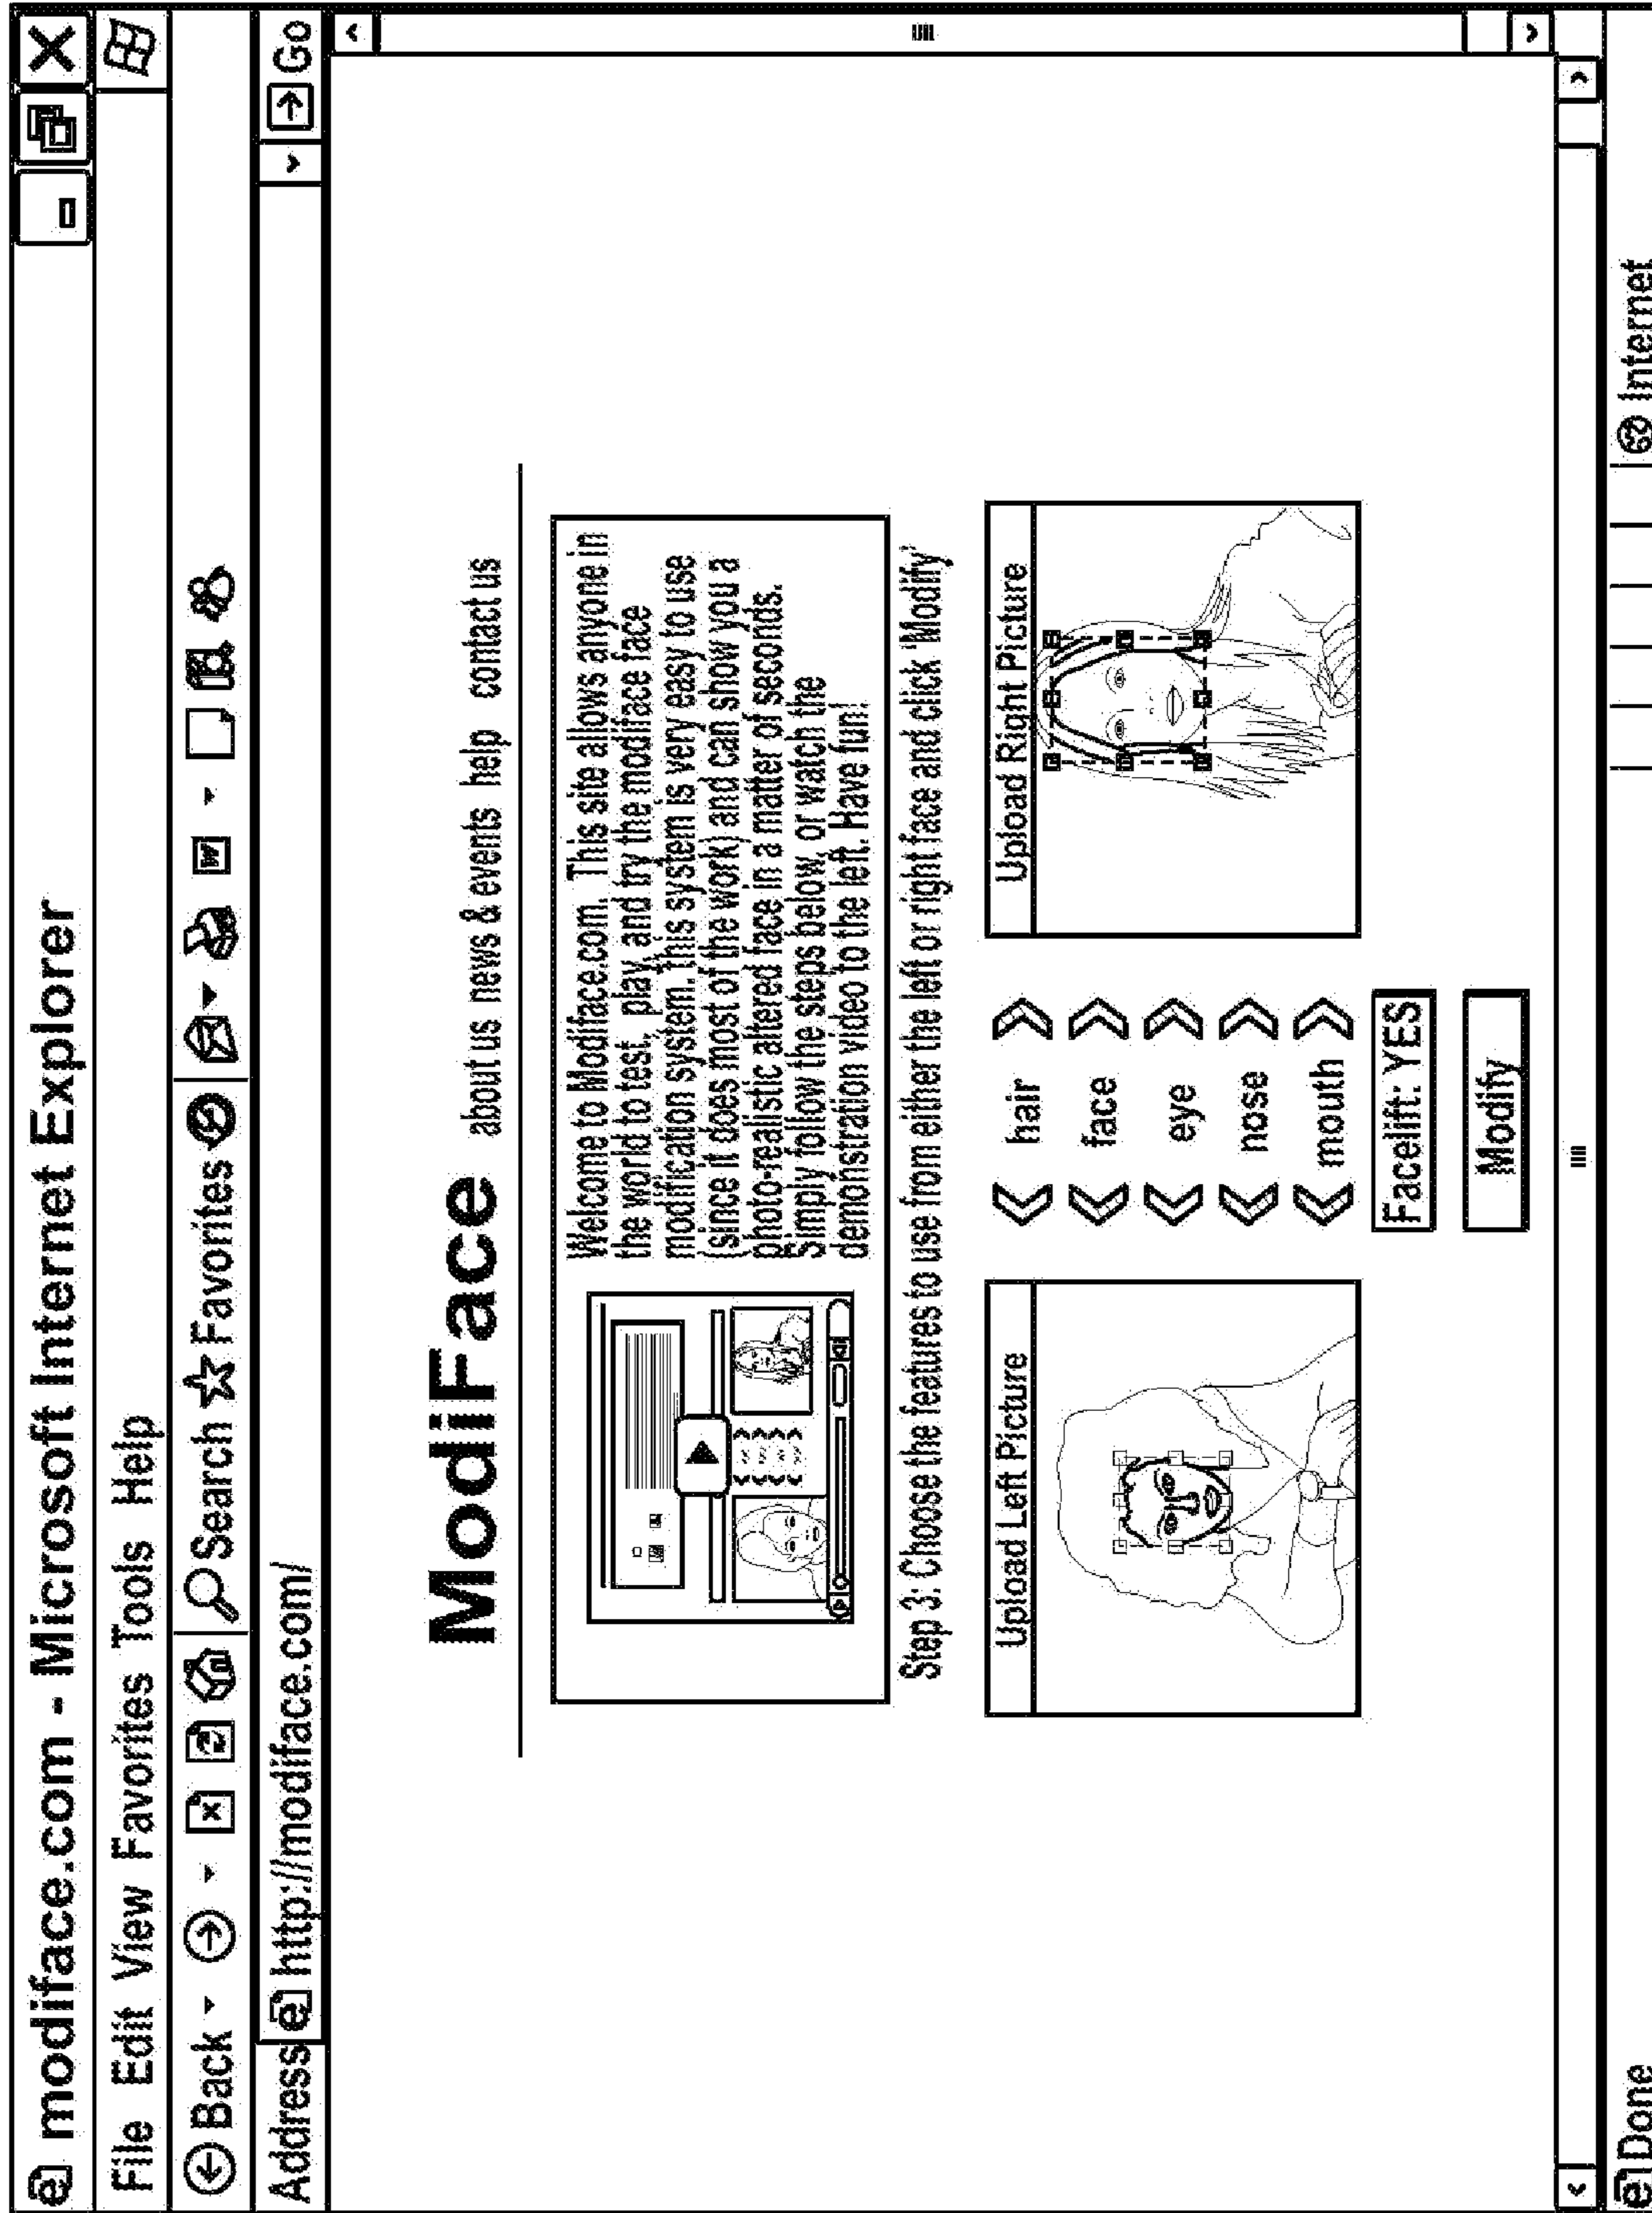 modiface.com - Microsoft Internet Explorer
File Edit View Favorites Tools Help
Back Search Favorites
Address http://modiface.com/ Go
ModiFace about us news & events help contact us
Welcome to Modiface.com. This site allows anyone in
the world to test, play, and try the modiface face
modification system. this system is very easy to use
(since it does most of the work) and can show you a
photo-realistic altered face in a matter of seconds.
Simply follow the steps below, or watch the
demonstration video to the left. Have fun!
Step 3: Choose the features to use from either the left or right face and click 'Modify'
Upload Left Picture
hair
face
eye
nose
mouth
Facelift: YES
Modify
Upload Right Picture
Done Internet